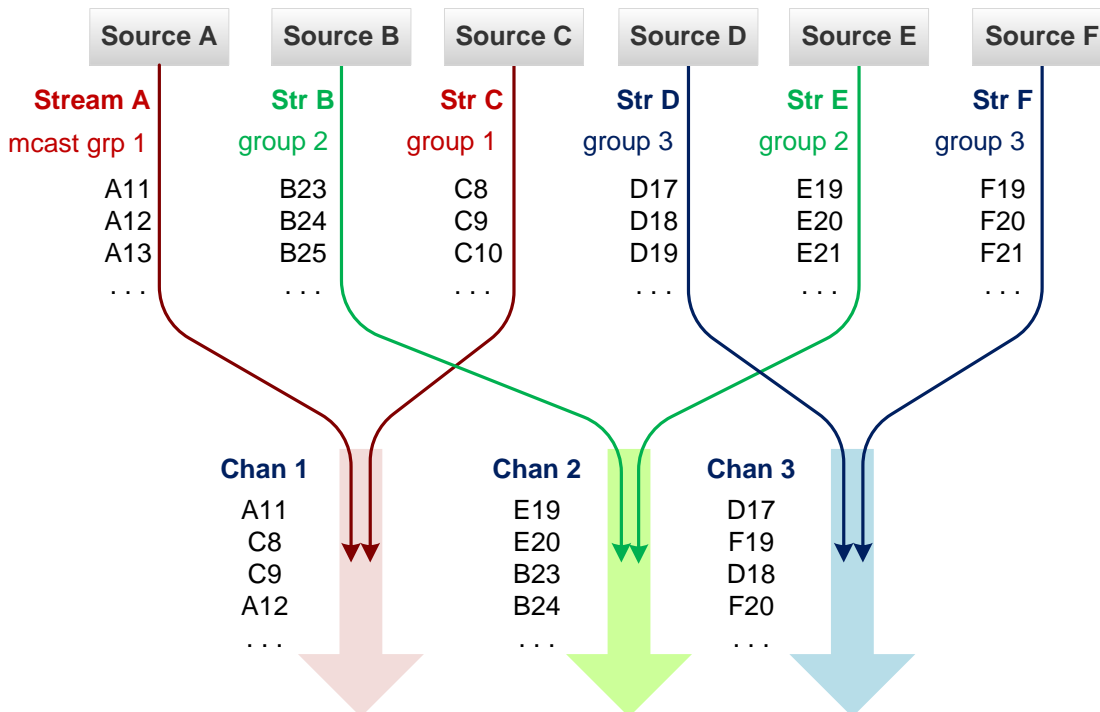 Source A Source B Source C Source D Source E Source F
Stream A Str B Str C Str D Str E Str F
mcast grp 1 group 2 group 1 group 3 group 2 group 3
A11 B23 C8 D17 E19 F19
A12 B24 C9 D18 E20 F20
A13 B25 C10 D19 E21 F21
. . . . . . . . . . . . . . . . . .
Chan 1 Chan 2 Chan 3
A11 E19 D17
C8 E20 F19
C9 B23 D18
A12 B24 F20
. . . . . . . . .